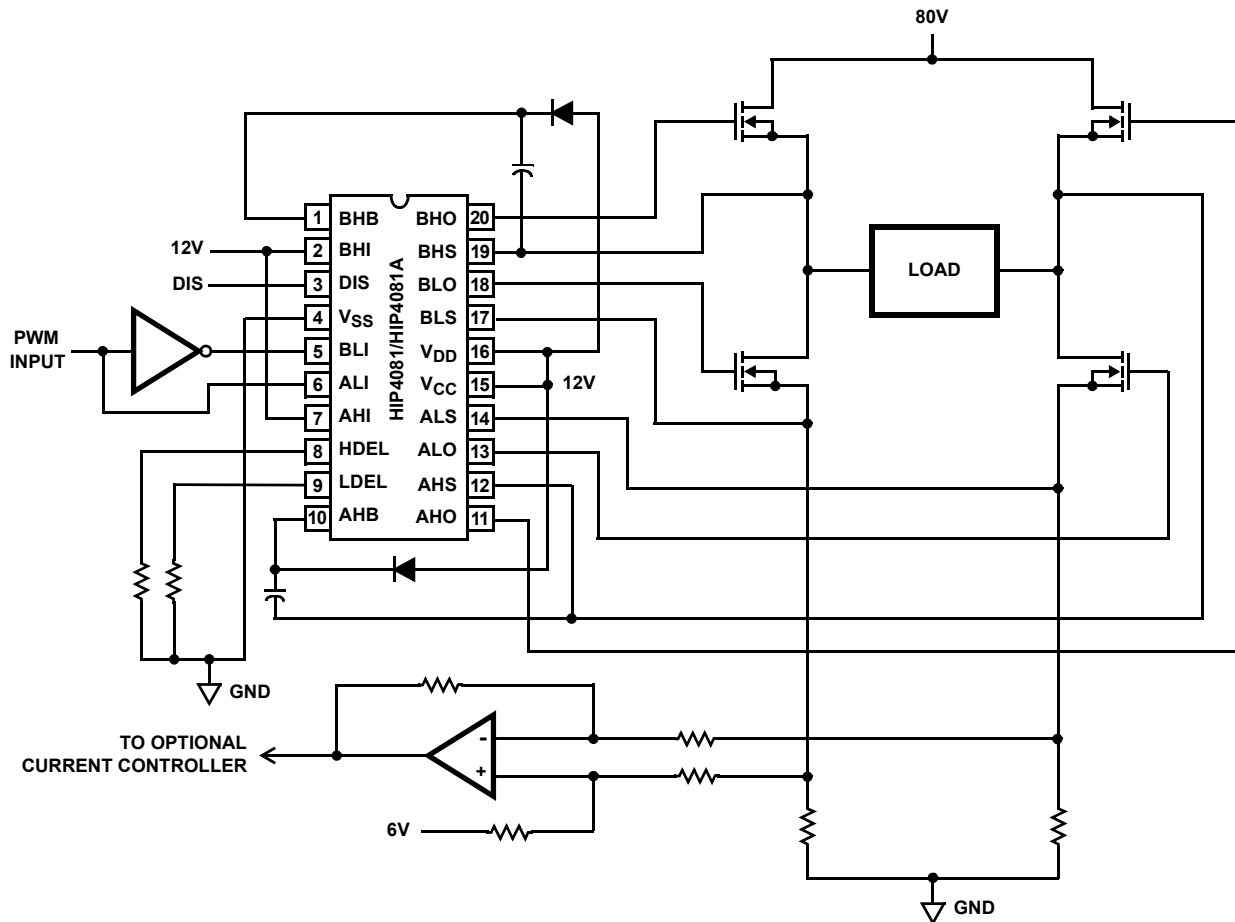 80V
1 BHB BHO 20
12V 2 BHI BHS 19
DIS 3 DIS BLO 18
4 VSS BLS 17
PWM
INPUT
5 BLI VDD 16
6 ALI VCC 15 12V
7 AHI ALS 14
8 HDEL ALO 13
9 LDEL AHS 12
10 AHB AHO 11
HIP4081/HIP4081A
LOAD
GND
TO OPTIONAL
CURRENT CONTROLLER
-
+
6V
GND